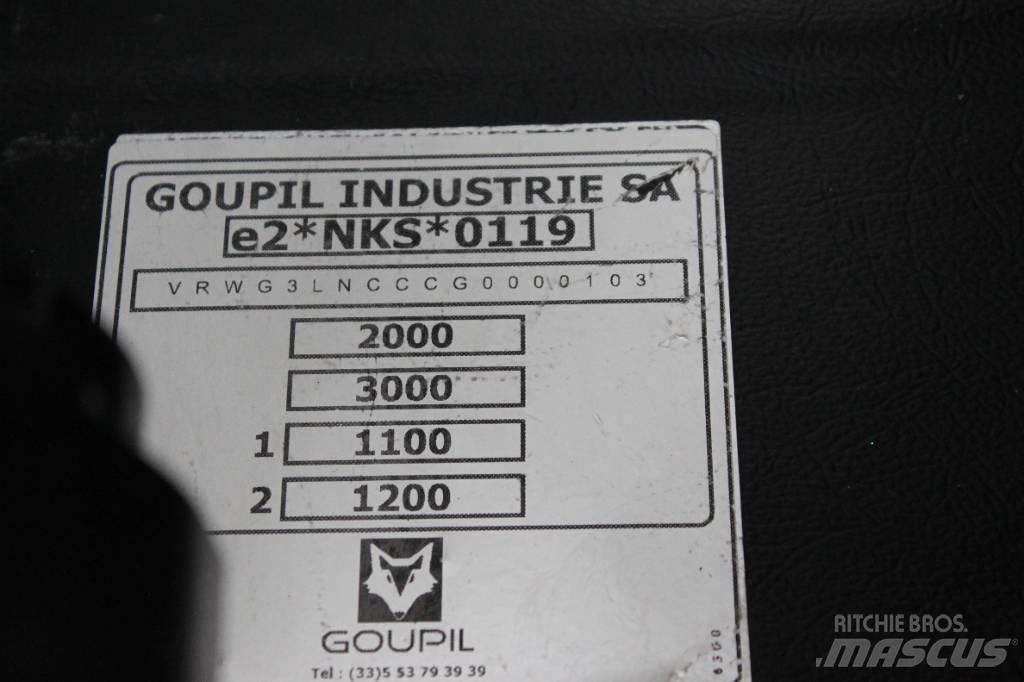 GOUPIL INDUSTRIE SA
e2*NKS*0119
VRWG3LNCCCG0000103
2000
3000
1 1100
2 1200
GOUPIL
Tel : (33)5 53 79 39 39
RITCHIE BROS.
MASCUS